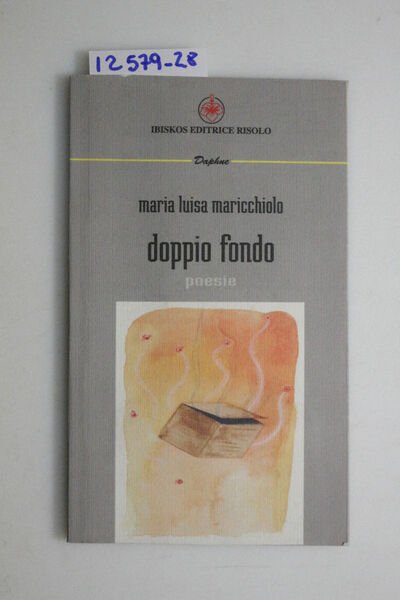 12579-28
IBISKOS EDITRICE RISOLO
Daphne
maria luisa maricchiolo
doppio fondo
poesie